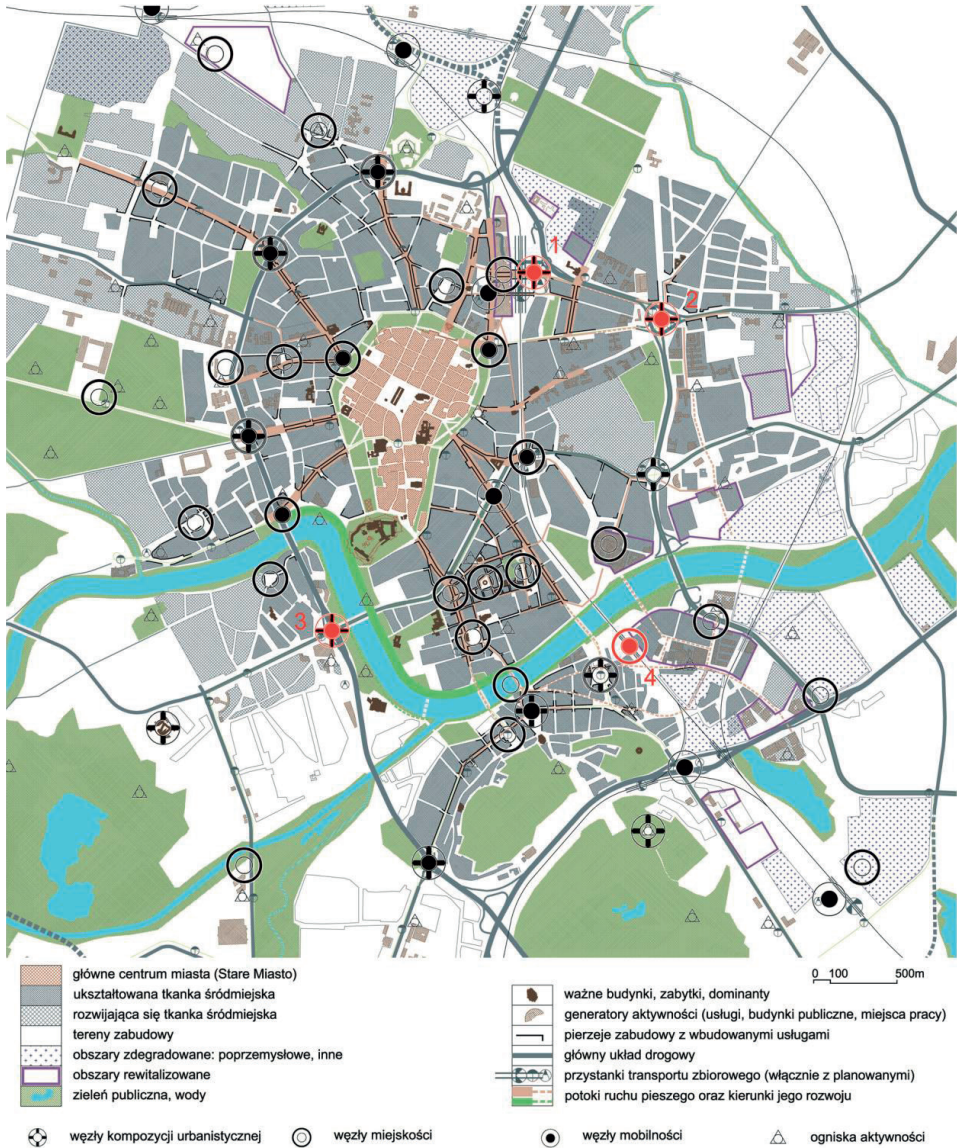 1
2
3
4
główne centrum miasta (Stare Miasto)
ukształtowana tkanka śródmiejska
rozwijająca się tkanka śródmiejska
tereny zabudowy
obszary zdegradowane: poprzemysłowe, inne
obszary rewitalizowane
zieleń publiczna, wody
0 100 500m
ważne budynki, zabytki, dominanty
generatory aktywności (usługi, budynki publiczne, miejsca pracy)
pierzeje zabudowy z wbudowanymi usługami
główny układ drogowy
przystanki transportu zbiorowego (włącznie z planowanymi)
potoki ruchu pieszego oraz kierunki jego rozwoju
węzły kompozycji urbanistycznej
węzły miejskości
węzły mobilności
ogniska aktywności